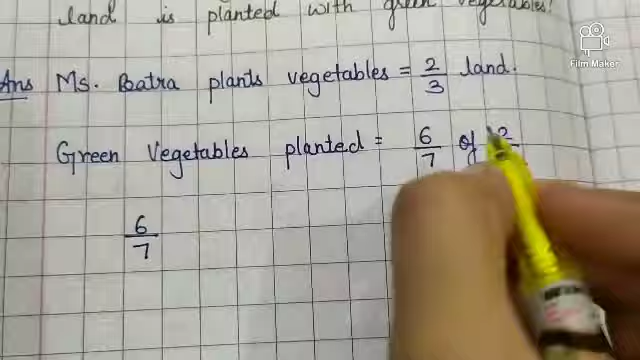 land is planted with green vegetables?
Ans Ms. Batra plants vegetables = 2/3 land.
Green Vegetables planted = 6/7 of 2/
6/7
Film Maker